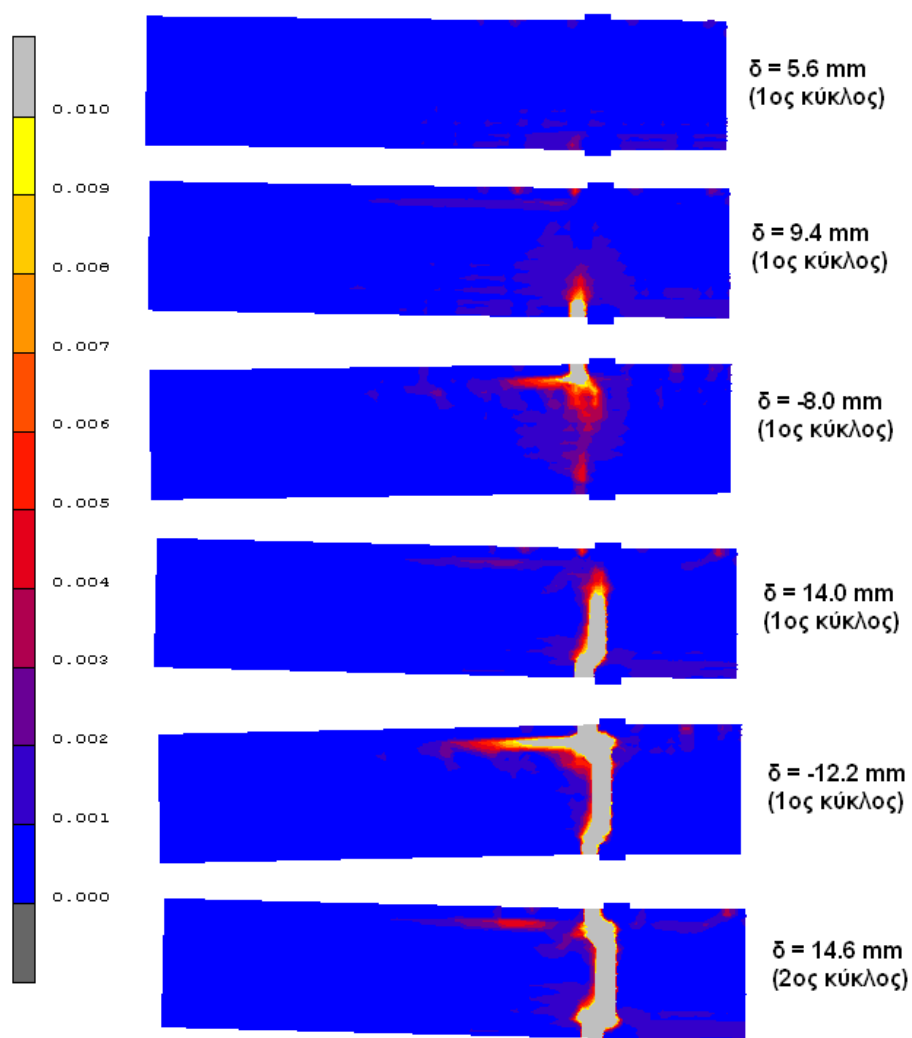 0.010
0.009
0.008
0.007
0.006
0.005
0.004
0.003
0.002
0.001
0.000
δ = 5.6 mm
(1ος κύκλος)
δ = 9.4 mm
(1ος κύκλος)
δ = -8.0 mm
(1ος κύκλος)
δ = 14.0 mm
(1ος κύκλος)
δ = -12.2 mm
(1ος κύκλος)
δ = 14.6 mm
(2ος κύκλος)